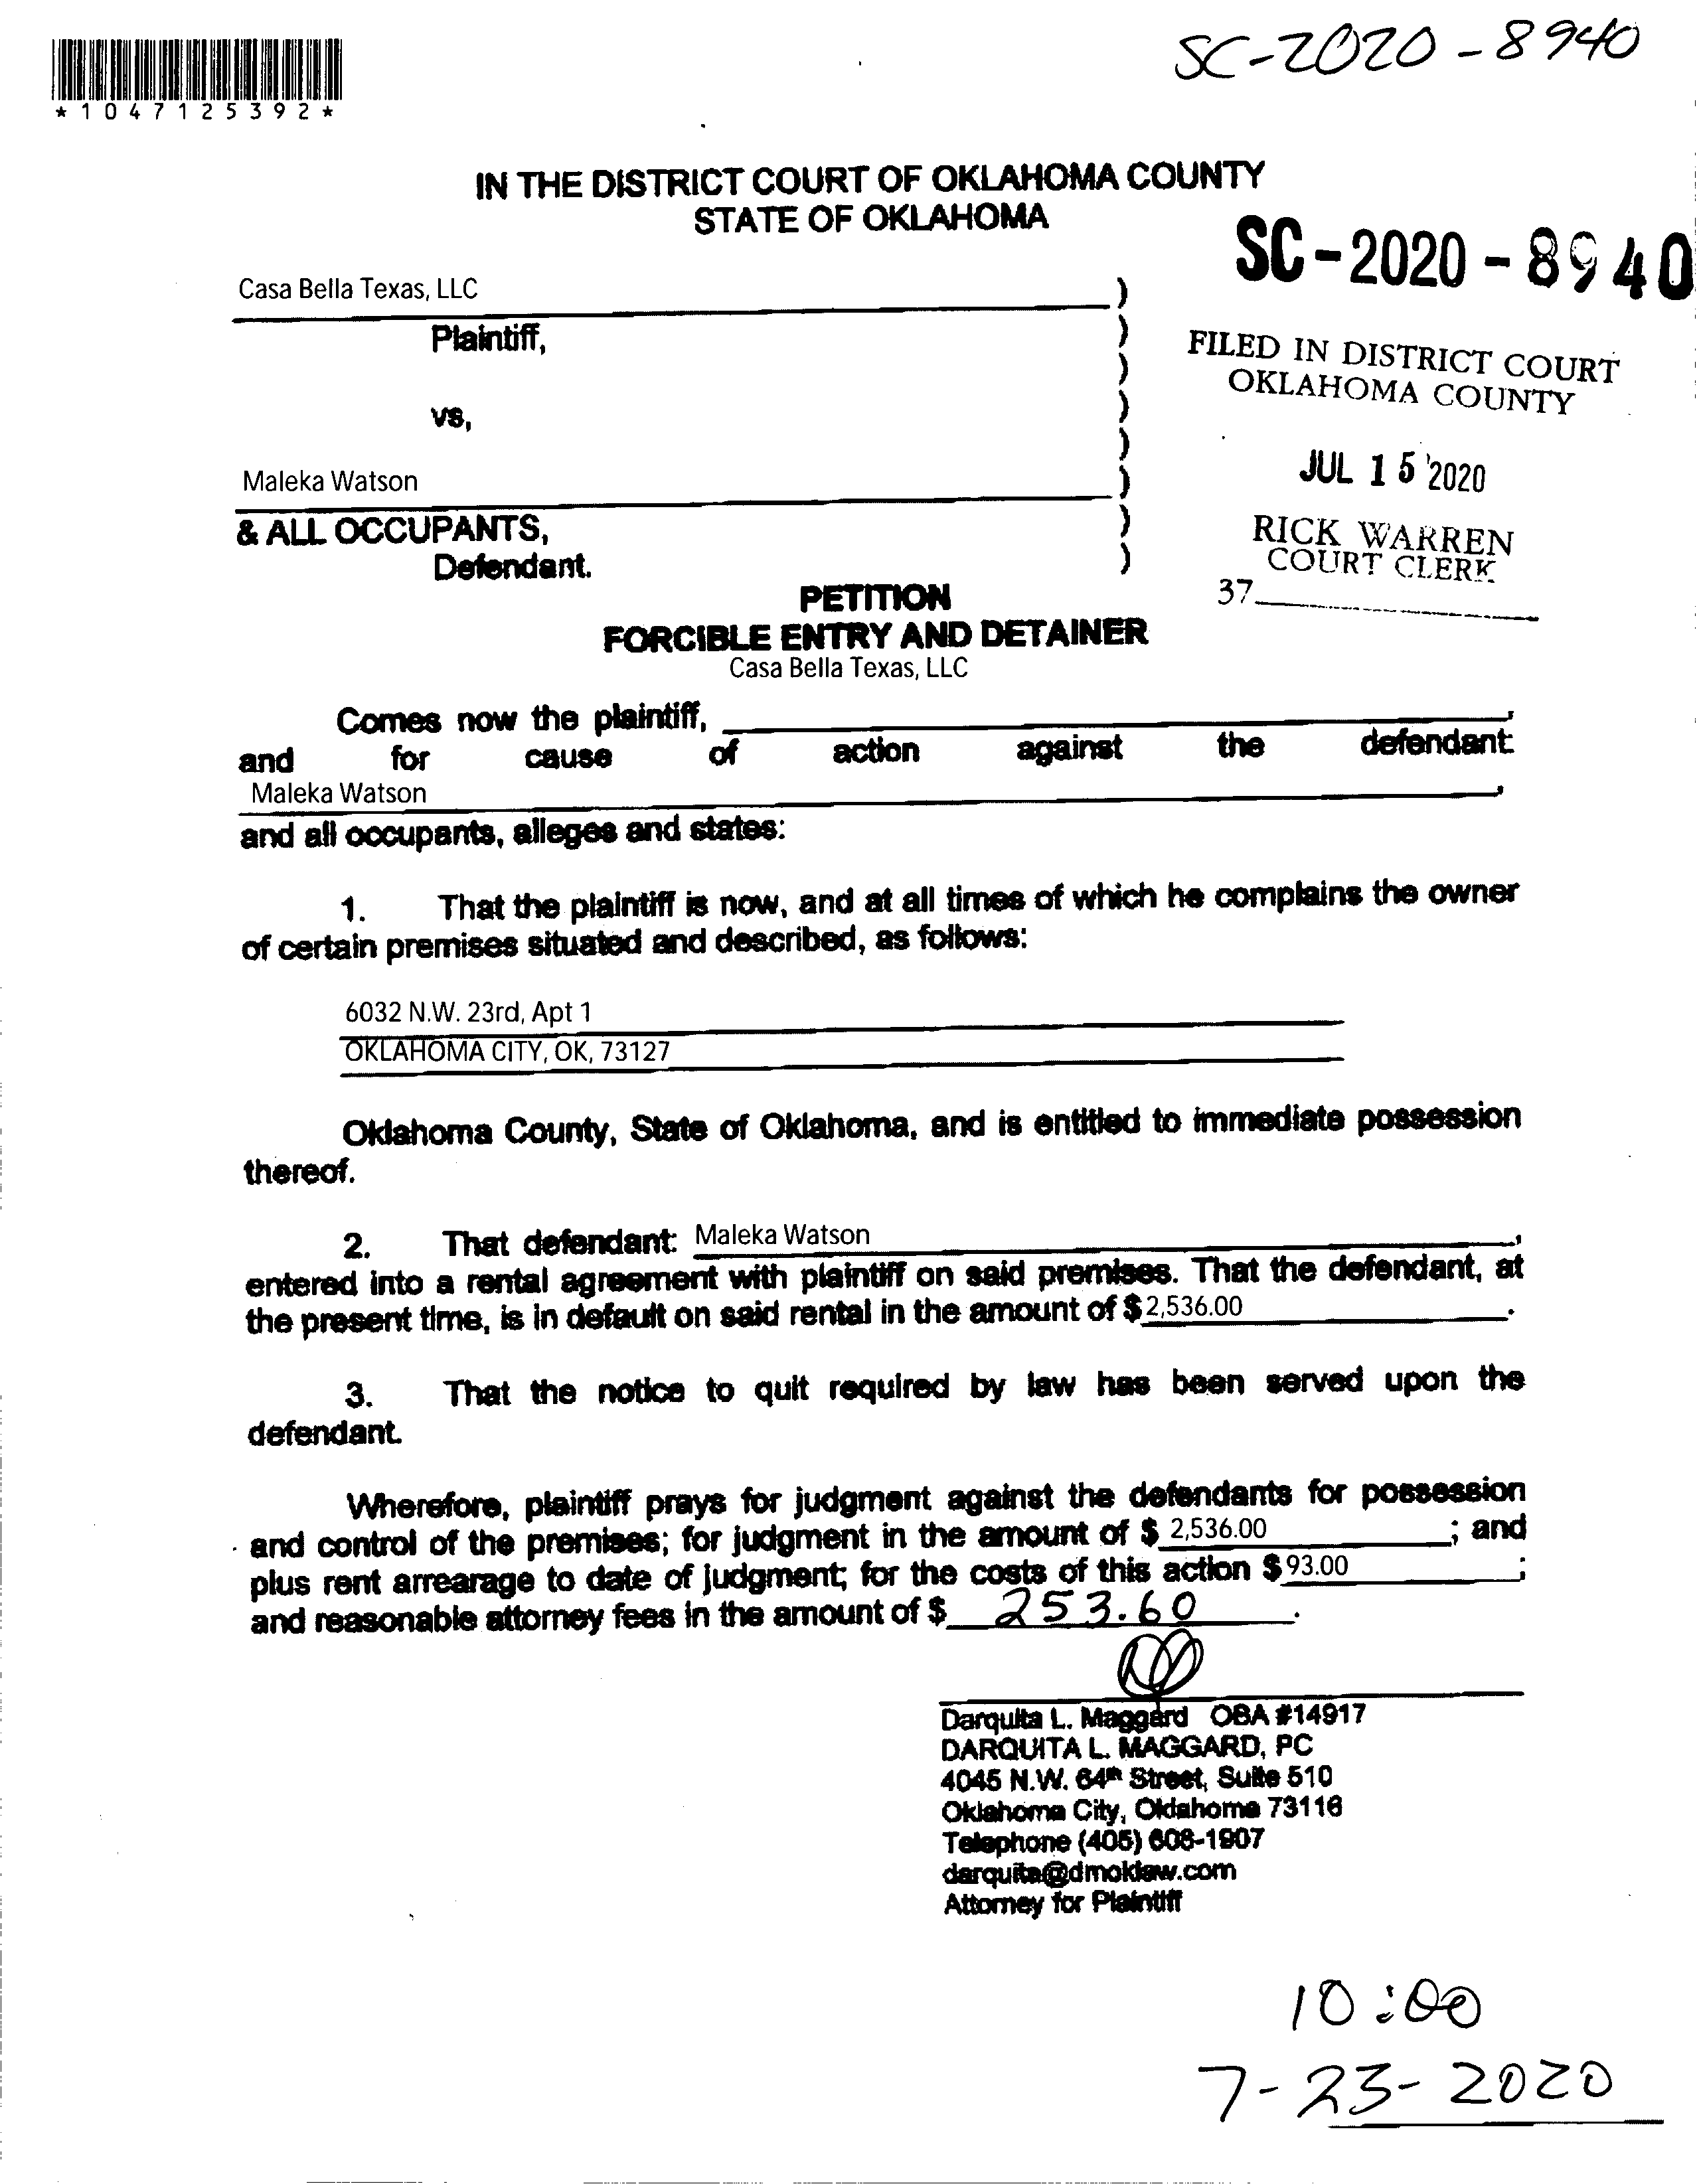 SC-2020-8940
*1047125392*
IN THE DISTRICT COURT OF OKLAHOMA COUNTY
STATE OF OKLAHOMA
SC-2020-8940
Casa Bella Texas, LLC )
Plaintiff, )
FILED IN DISTRICT COURT
OKLAHOMA COUNTY
)
vs, )
)
JUL 15 2020
Maleka Watson )
& ALL OCCUPANTS, )
Defendant. )
RICK WARREN
COURT CLERK
37
PETITION
FORCIBLE ENTRY AND DETAINER
Casa Bella Texas, LLC
Comes now the plaintiff, ,
and for cause of action against the defendant:
Maleka Watson ,
and all occupants, alleges and states:
1. That the plaintiff is now, and at all times of which he complains the owner
of certain premises situated and described, as follows:
6032 N.W. 23rd, Apt 1
OKLAHOMA CITY, OK, 73127
Oklahoma County, State of Oklahoma, and is entitled to immediate possession
thereof.
2. That defendant: Maleka Watson ,
entered into a rental agreement with plaintiff on said premises. That the defendant, at
the present time, is in default on said rental in the amount of $2,536.00 .
3. That the notice to quit required by law has been served upon the
defendant.
Wherefore, plaintiff prays for judgment against the defendants for possession
and control of the premises; for judgment in the amount of $ 2,536.00 ; and
plus rent arrearage to date of judgment; for the costs of this action $93.00 ;
and reasonable attorney fees in the amount of $ 253.60 .
Darquita L. Maggard OBA #14917
DARQUITA L. MAGGARD, PC
4045 N.W. 64th Street, Suite 510
Oklahoma City, Oklahoma 73116
Telephone (405) 608-1907
darquita@dmoklaw.com
Attorney for Plaintiff
10:00
7-23-2020